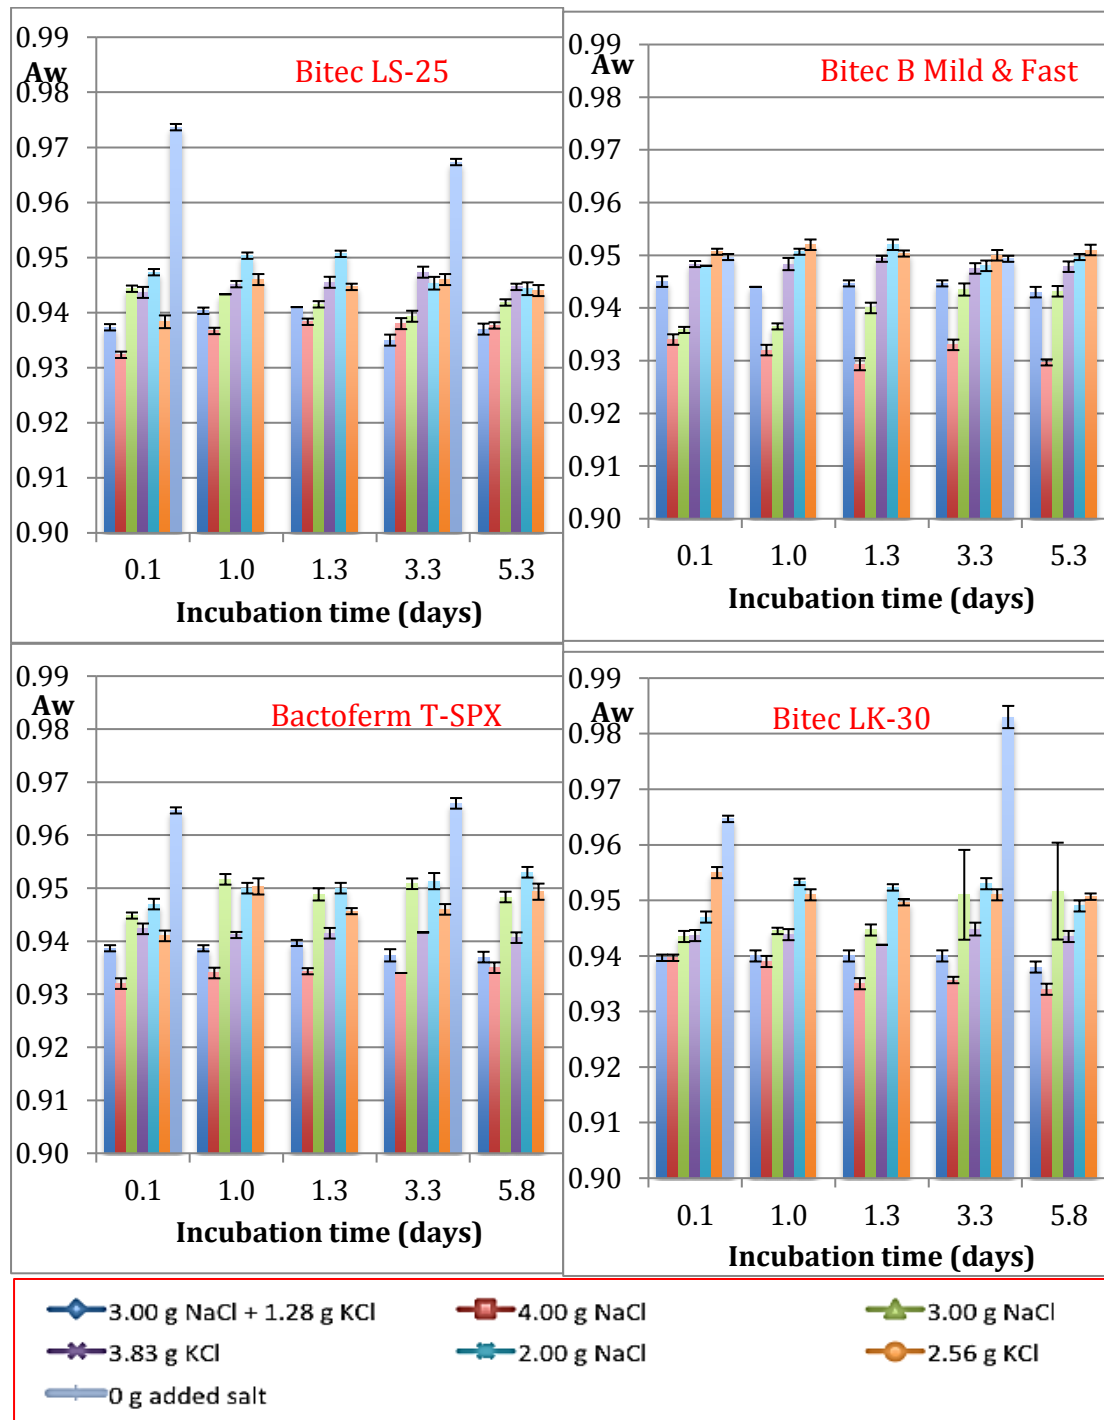 0.99
Aw
Bitec LS-25
0.98
0.97
0.96
0.95
0.94
0.93
0.92
0.91
0.90
0.1 1.0 1.3 3.3 5.3
Incubation time (days)
0.99
Aw
Bitec B Mild & Fast
0.98
0.97
0.96
0.95
0.94
0.93
0.92
0.91
0.90
0.1 1.0 1.3 3.3 5.3
Incubation time (days)
0.99
Aw
Bactoferm T-SPX
0.98
0.97
0.96
0.95
0.94
0.93
0.92
0.91
0.90
0.1 1.0 1.3 3.3 5.8
Incubation time (days)
0.99
Aw
Bitec LK-30
0.98
0.97
0.96
0.95
0.94
0.93
0.92
0.91
0.90
0.1 1.0 1.3 3.3 5.8
Incubation time (days)
3.00 g NaCl + 1.28 g KCl 4.00 g NaCl 3.00 g NaCl
3.83 g KCl 2.00 g NaCl 2.56 g KCl
0 g added salt